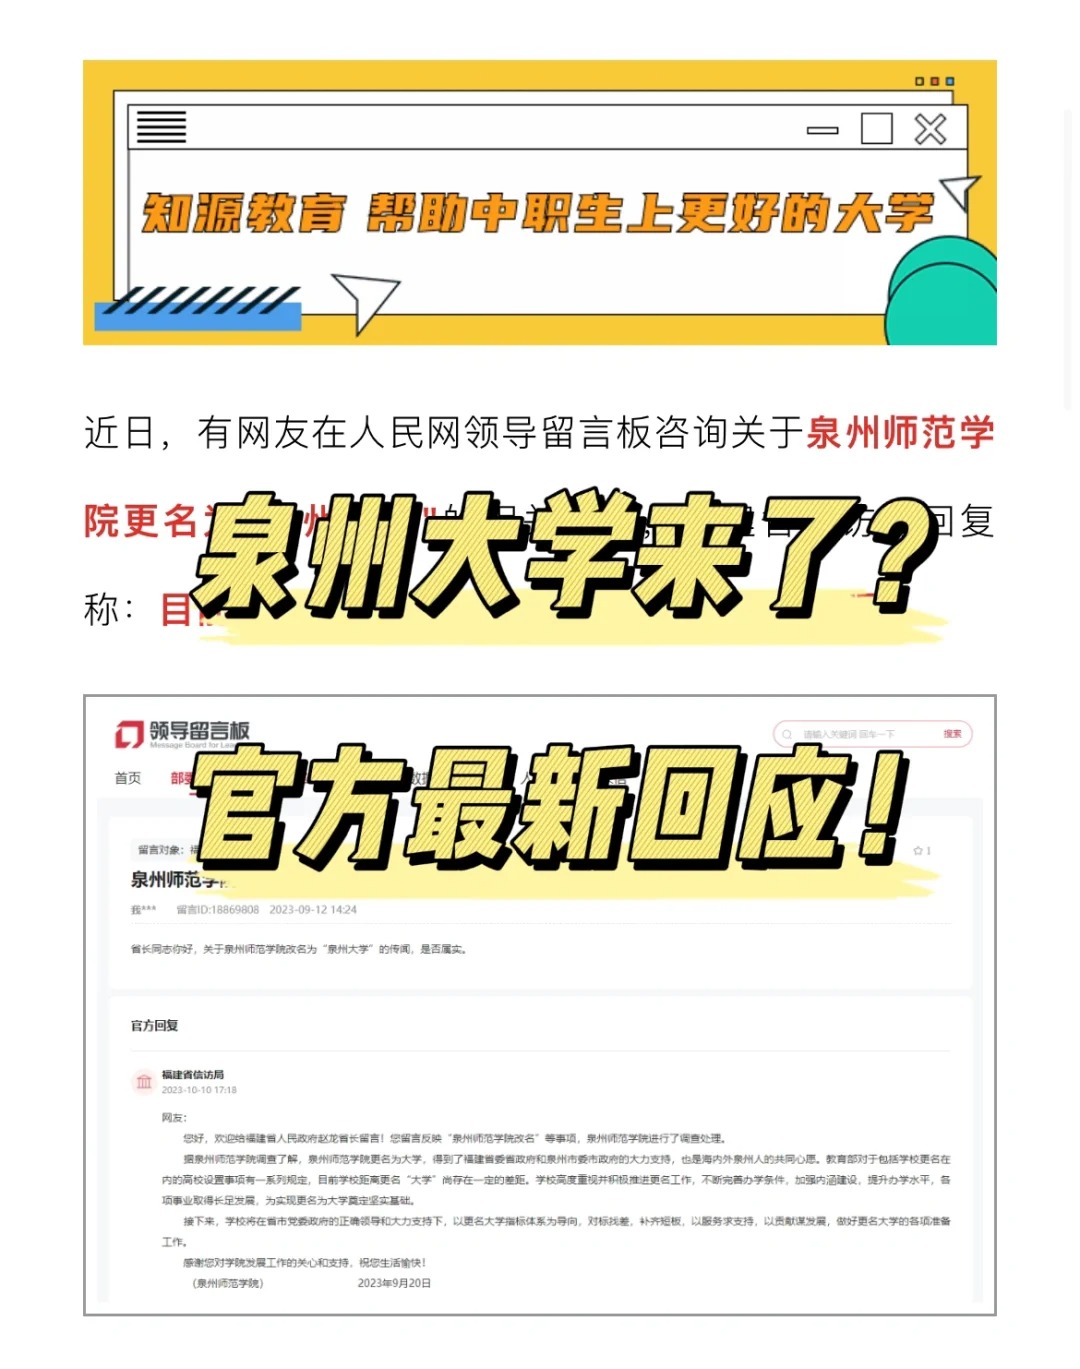 知源教育 帮助中职生上更好的大学
近日，有网友在人民网领导留言板咨询关于泉州师范学
院更名 回复
称：目
泉州大学来了？
领导留言板
Message Board for Lea
请输入关键词 回车一下 搜索
首页 部
官方最新回应！
留言对象：
1
泉州师范学
我*** 留言ID:18869808 2023-09-12 14:24
省长同志你好，关于泉州师范学院改名为“泉州大学”的传闻，是否属实。
官方回复
福建省信访局
2023-10-10 17:18
网友：
您好，欢迎给福建省人民政府赵龙省长留言！您留言反映“泉州师范学院改名”等事项，泉州师范学院进行了调查处理。
据泉州师范学院调查了解，泉州师范学院更名为大学，得到了福建省委省政府和泉州市委市政府的大力支持，也是海内外泉州人的共同心愿。教育部对于包括学校更名在
内的高校设置事项有一系列规定，目前学校距离更名“大学”尚存在一定的差距。学校高度重视并积极推进更名工作，不断完善办学条件，加强内涵建设，提升办学水平，各
项事业取得长足发展，为实现更名为大学奠定坚实基础。
接下来，学校将在省市党委政府的正确领导和大力支持下，以更名大学指标体系为导向，对标找差，补齐短板，以服务求支持，以贡献谋发展，做好更名大学的各项准备
工作。
感谢您对学院发展工作的关心和支持，祝您生活愉快！
（泉州师范学院） 2023年9月20日